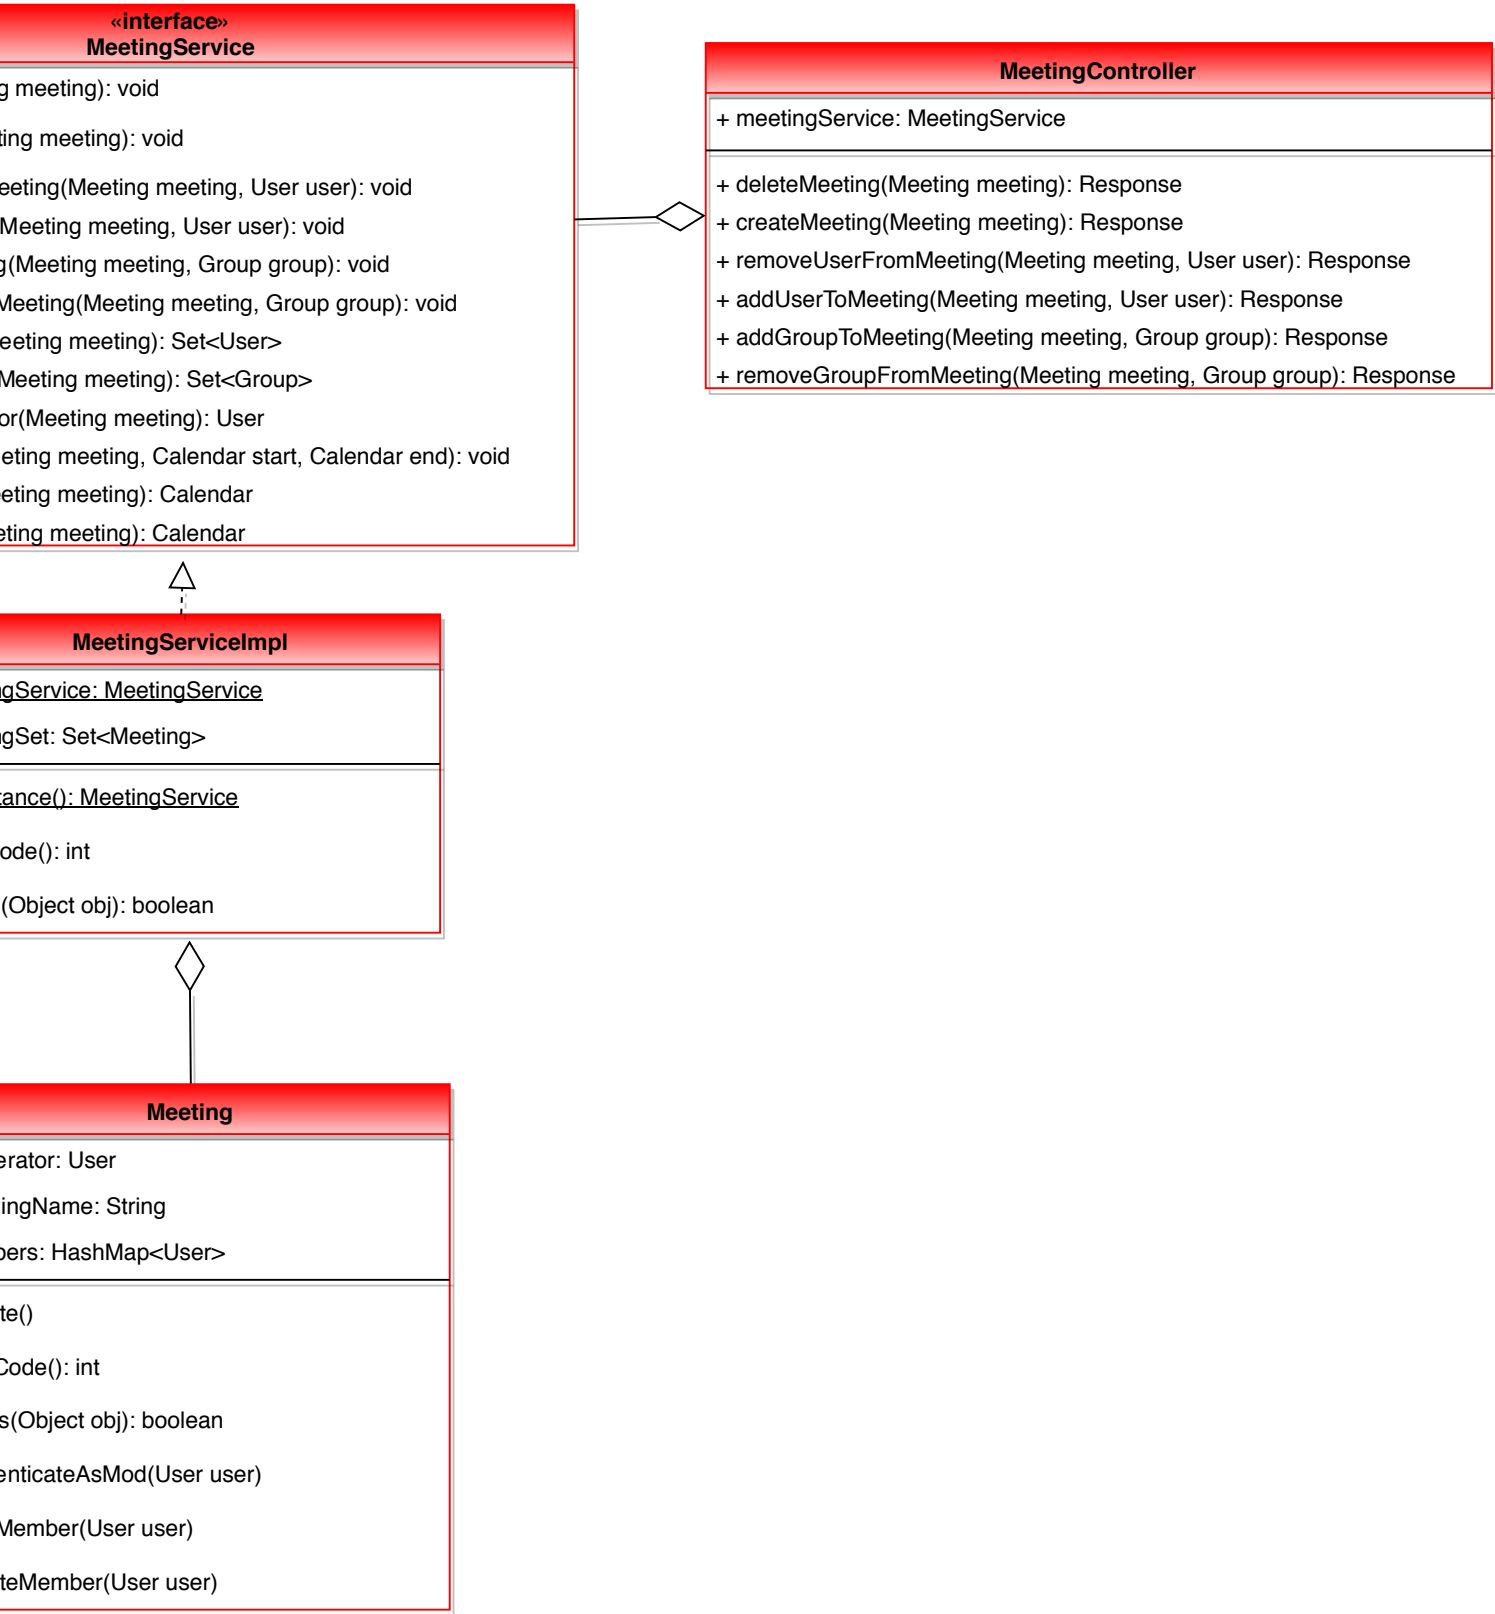 «interface»
MeetingService
g meeting): void
ting meeting): void
eeting(Meeting meeting, User user): void
(Meeting meeting, User user): void
g(Meeting meeting, Group group): void
Meeting(Meeting meeting, Group group): void
eeting meeting): Set<User>
Meeting meeting): Set<Group>
or(Meeting meeting): User
eting meeting, Calendar start, Calendar end): void
eting meeting): Calendar
eting meeting): Calendar
MeetingController
+ meetingService: MeetingService
+ deleteMeeting(Meeting meeting): Response
+ createMeeting(Meeting meeting): Response
+ removeUserFromMeeting(Meeting meeting, User user): Response
+ addUserToMeeting(Meeting meeting, User user): Response
+ addGroupToMeeting(Meeting meeting, Group group): Response
+ removeGroupFromMeeting(Meeting meeting, Group group): Response
MeetingServiceImpl
ngService: MeetingService
ngSet: Set<Meeting>
tance(): MeetingService
ode(): int
(Object obj): boolean
Meeting
erator: User
tingName: String
bers: HashMap<User>
te()
Code(): int
s(Object obj): boolean
enticateAsMod(User user)
Member(User user)
teMember(User user)